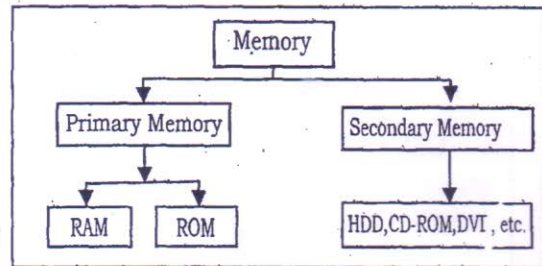 Memory
Primary Memory
Secondary Memory
RAM
ROM
HDD,CD-ROM,DVI, etc.